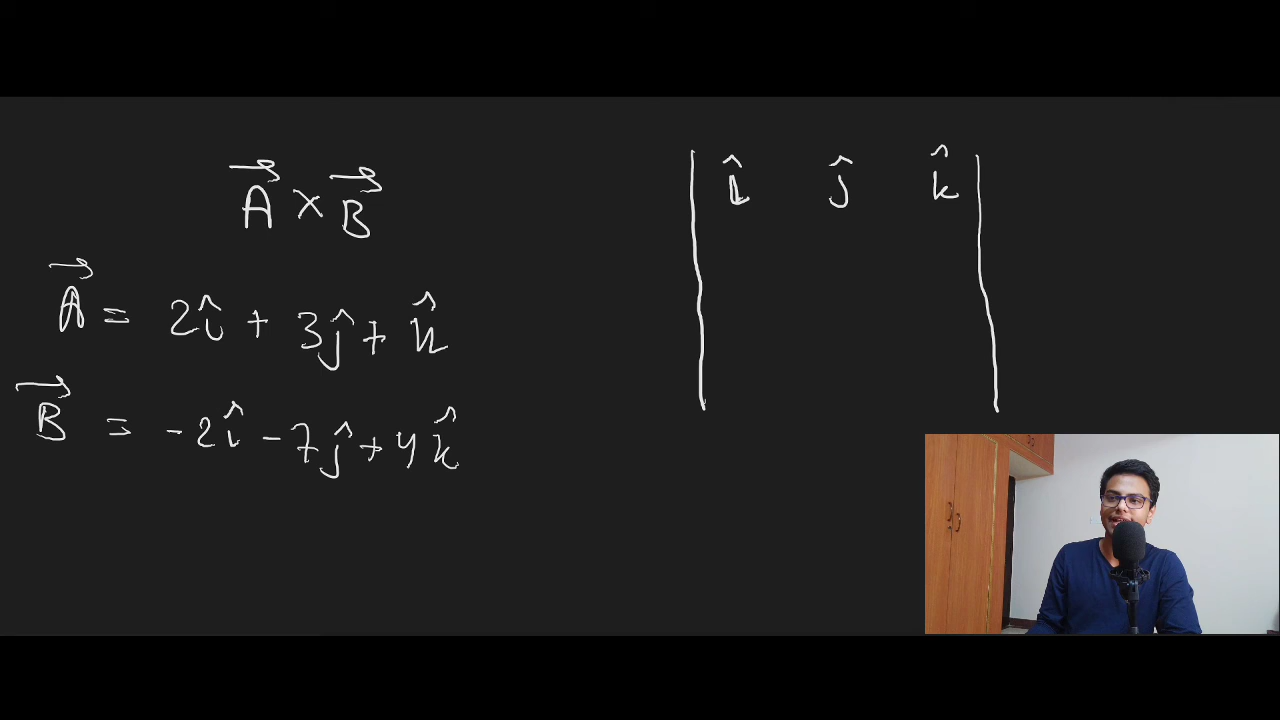 A⃗ × B⃗
A⃗ = 2î + 3ĵ + k̂
B⃗ = -2î - 7ĵ + 4k̂
| î ĵ k̂ |